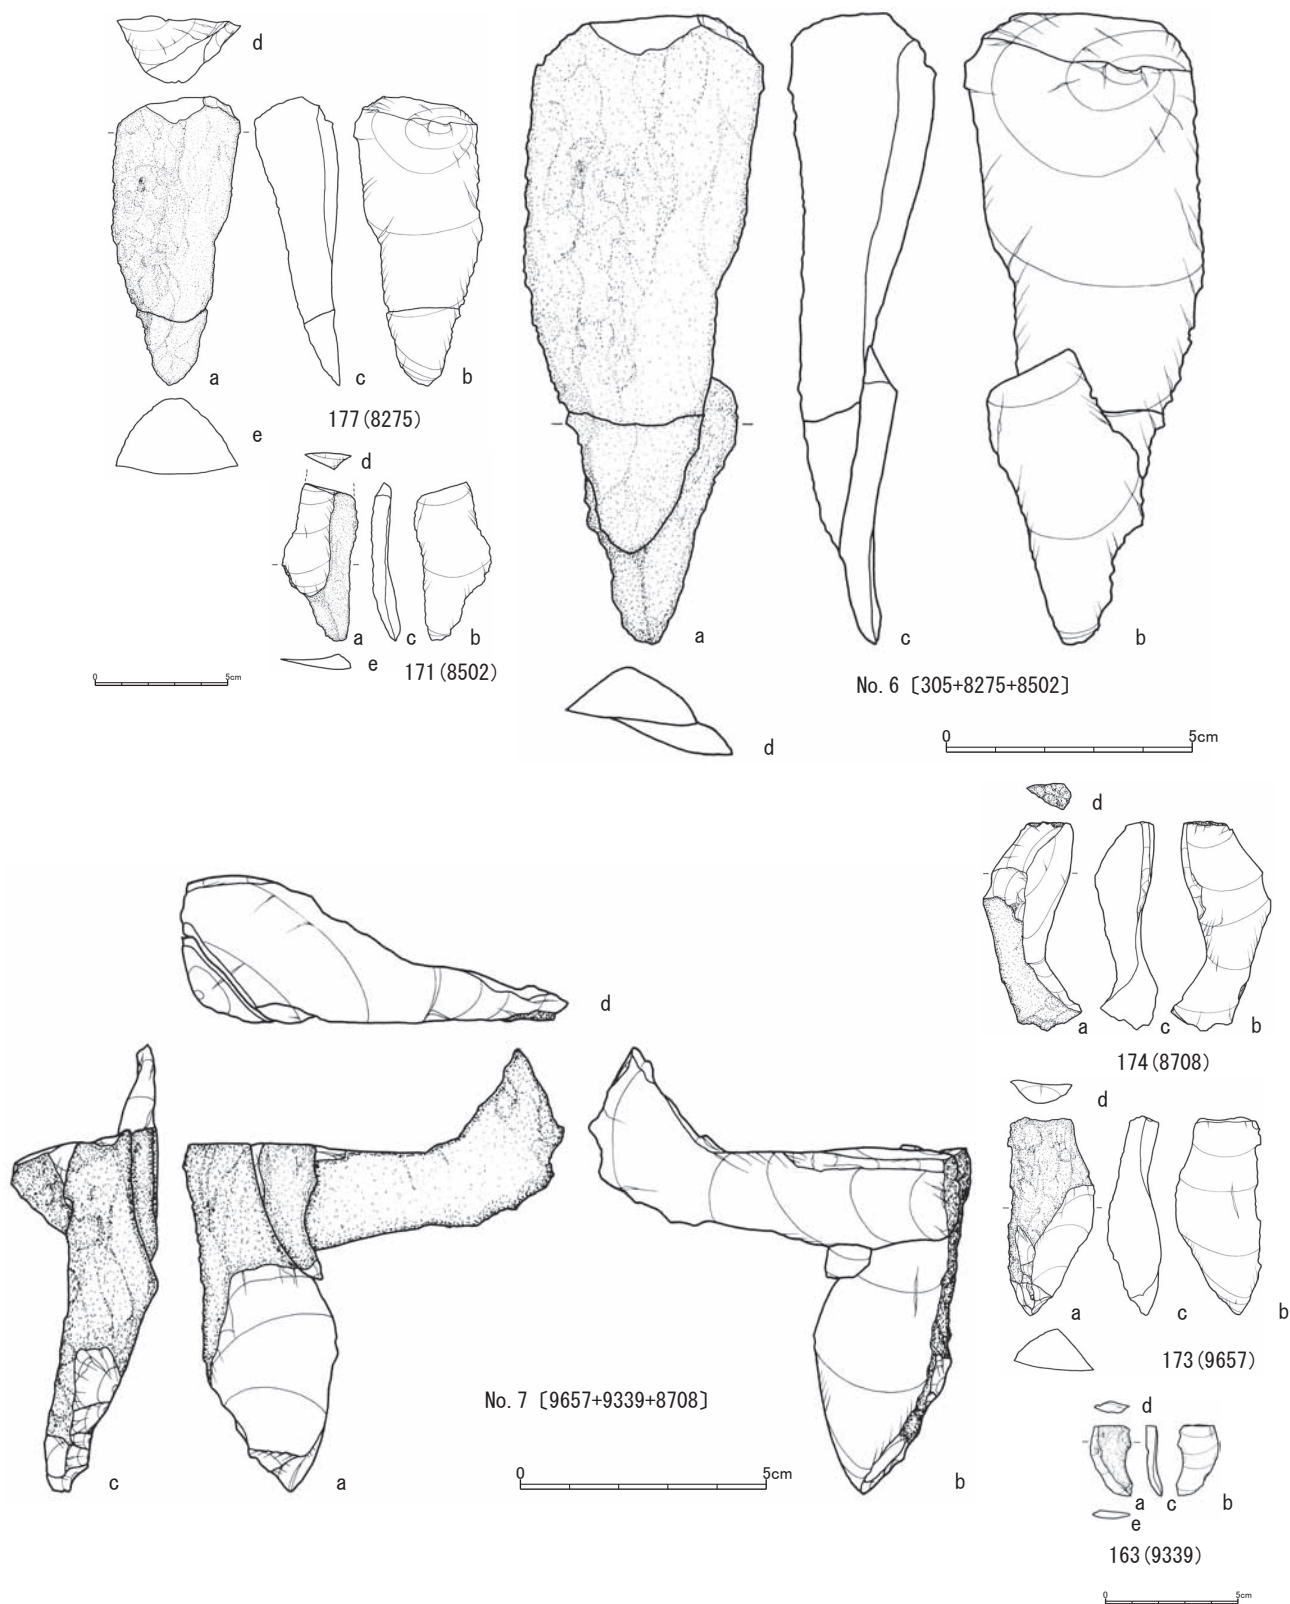 d
a
c
b
177(8275)
e
d
a
c
b
e
171(8502)
0 5cm
a
c
b
No. 6 〔305+8275+8502〕
d
0 5cm
d
c
a
b
No. 7 〔9657+9339+8708〕
0 5cm
d
a
c
b
174(8708)
d
a
c
b
173(9657)
d
a
c
b
e
163(9339)
0 5cm